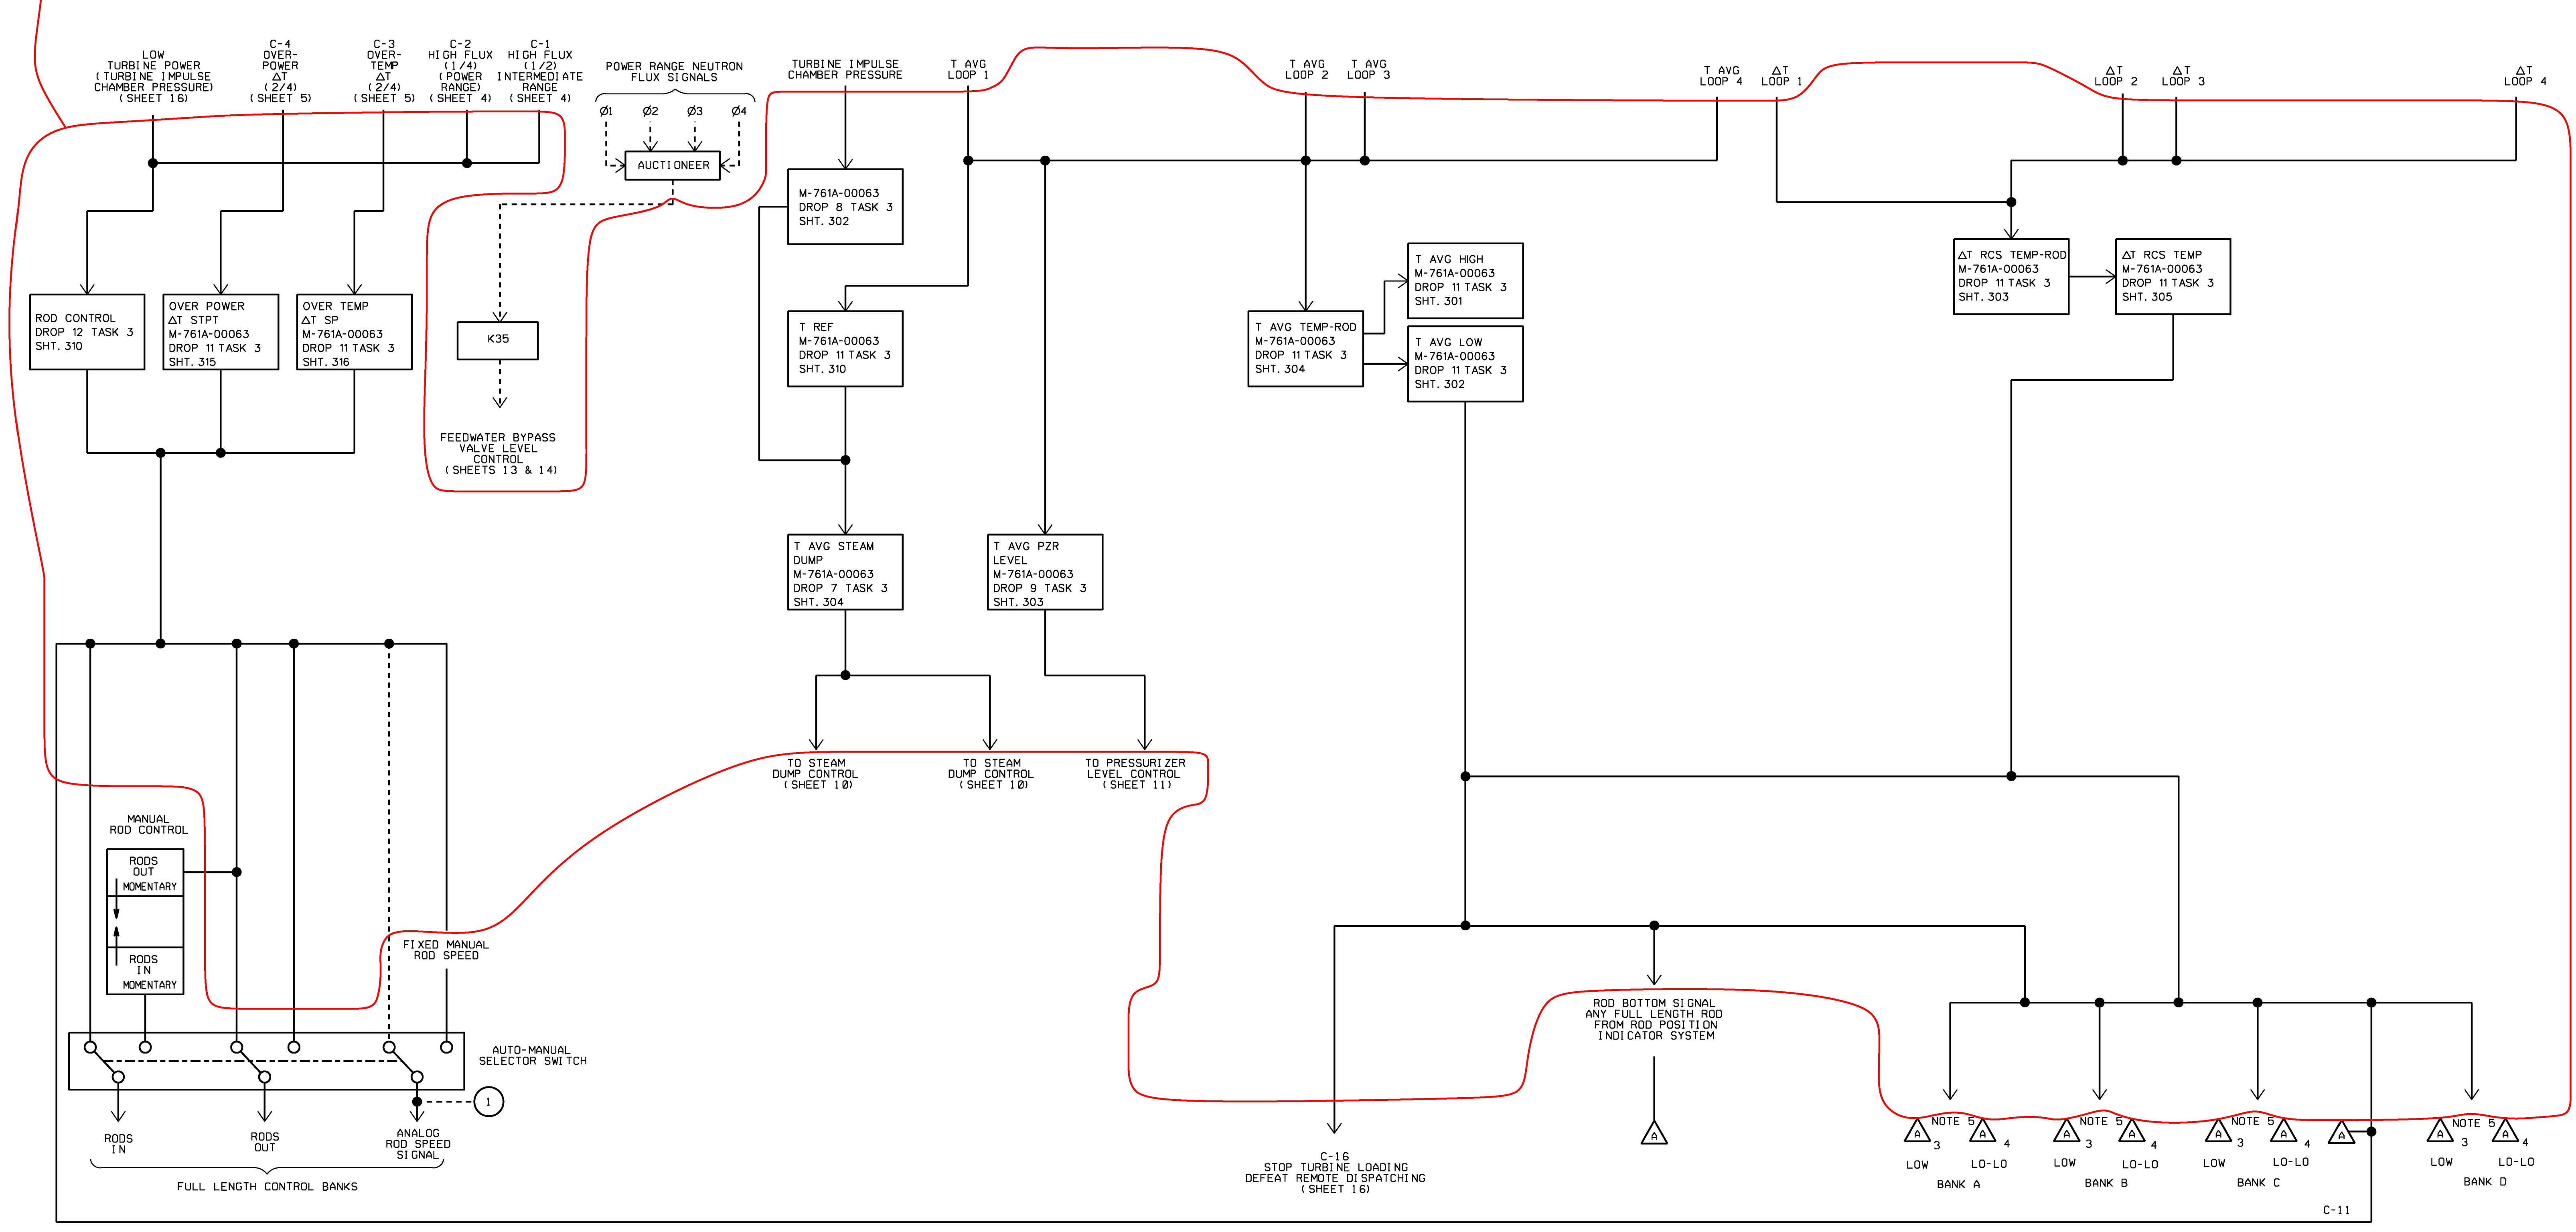 LOW
TURBINE POWER
(TURBINE IMPULSE
CHAMBER PRESSURE)
(SHEET 16)
C-4
OVER-
POWER
ΔT
(2/4)
(SHEET 5)
C-3
OVER-
TEMP
ΔT
(2/4)
(SHEET 5)
C-2
HIGH FLUX
(1/4)
(POWER
RANGE)
(SHEET 4)
C-1
HIGH FLUX
(1/2)
INTERMEDIATE
RANGE
(SHEET 4)
POWER RANGE NEUTRON
FLUX SIGNALS
Ø1
Ø2
Ø3
Ø4
AUCTIONEER
TURBINE IMPULSE
CHAMBER PRESSURE
T AVG
LOOP 1
T AVG
LOOP 2
T AVG
LOOP 3
T AVG
LOOP 4
ΔT
LOOP 1
ΔT
LOOP 2
ΔT
LOOP 3
ΔT
LOOP 4
M-761A-00063
DROP 8 TASK 3
SHT. 302
T AVG HIGH
M-761A-00063
DROP 11 TASK 3
SHT. 301
ΔT RCS TEMP-ROD
M-761A-00063
DROP 11 TASK 3
SHT. 303
ΔT RCS TEMP
M-761A-00063
DROP 11 TASK 3
SHT. 305
ROD CONTROL
DROP 12 TASK 3
SHT. 310
OVER POWER
ΔT STPT
M-761A-00063
DROP 11 TASK 3
SHT. 315
OVER TEMP
ΔT SP
M-761A-00063
DROP 11 TASK 3
SHT. 316
K35
T REF
M-761A-00063
DROP 11 TASK 3
SHT. 310
T AVG TEMP-ROD
M-761A-00063
DROP 11 TASK 3
SHT. 304
T AVG LOW
M-761A-00063
DROP 11 TASK 3
SHT. 302
FEEDWATER BYPASS
VALVE LEVEL
CONTROL
(SHEETS 13 & 14)
T AVG STEAM
DUMP
M-761A-00063
DROP 7 TASK 3
SHT. 304
T AVG PZR
LEVEL
M-761A-00063
DROP 9 TASK 3
SHT. 303
TO STEAM
DUMP CONTROL
(SHEET 10)
TO STEAM
DUMP CONTROL
(SHEET 10)
TO PRESSURIZER
LEVEL CONTROL
(SHEET 11)
MANUAL
ROD CONTROL
RODS
OUT
MOMENTARY
RODS
IN
MOMENTARY
FIXED MANUAL
ROD SPEED
ROD BOTTOM SIGNAL
ANY FULL LENGTH ROD
FROM ROD POSITION
INDICATOR SYSTEM
AUTO-MANUAL
SELECTOR SWITCH
1
RODS
IN
RODS
OUT
ANALOG
ROD SPEED
SIGNAL
FULL LENGTH CONTROL BANKS
C-16
STOP TURBINE LOADING
DEFEAT REMOTE DISPATCHING
(SHEET 16)
A
A
3
NOTE 5
A
4
LOW
LO-LO
BANK A
A
3
NOTE 5
A
4
LOW
LO-LO
BANK B
A
3
NOTE 5
A
4
LOW
LO-LO
BANK C
A
A
3
NOTE 5
A
4
LOW
LO-LO
BANK D
C-11